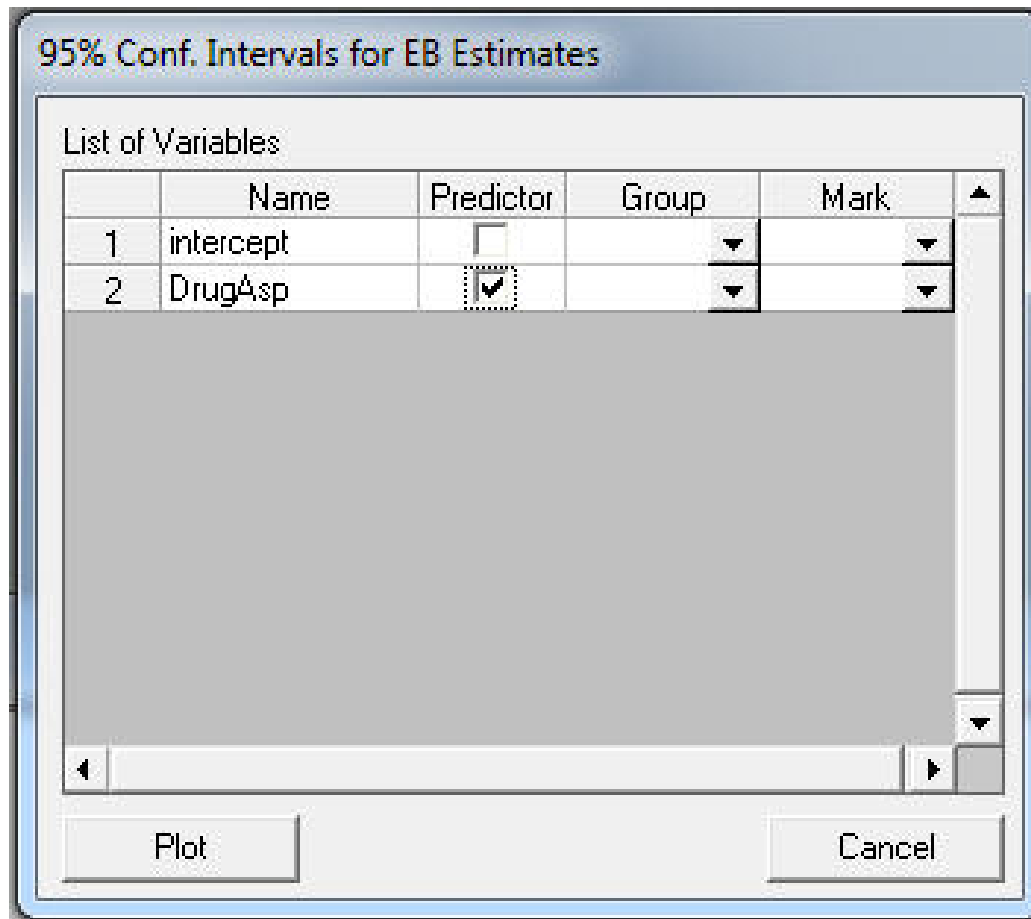 95% Conf. Intervals for EB Estimates
List of Variables
Name Predictor Group Mark
1 intercept
2 DrugAsp
Plot Cancel